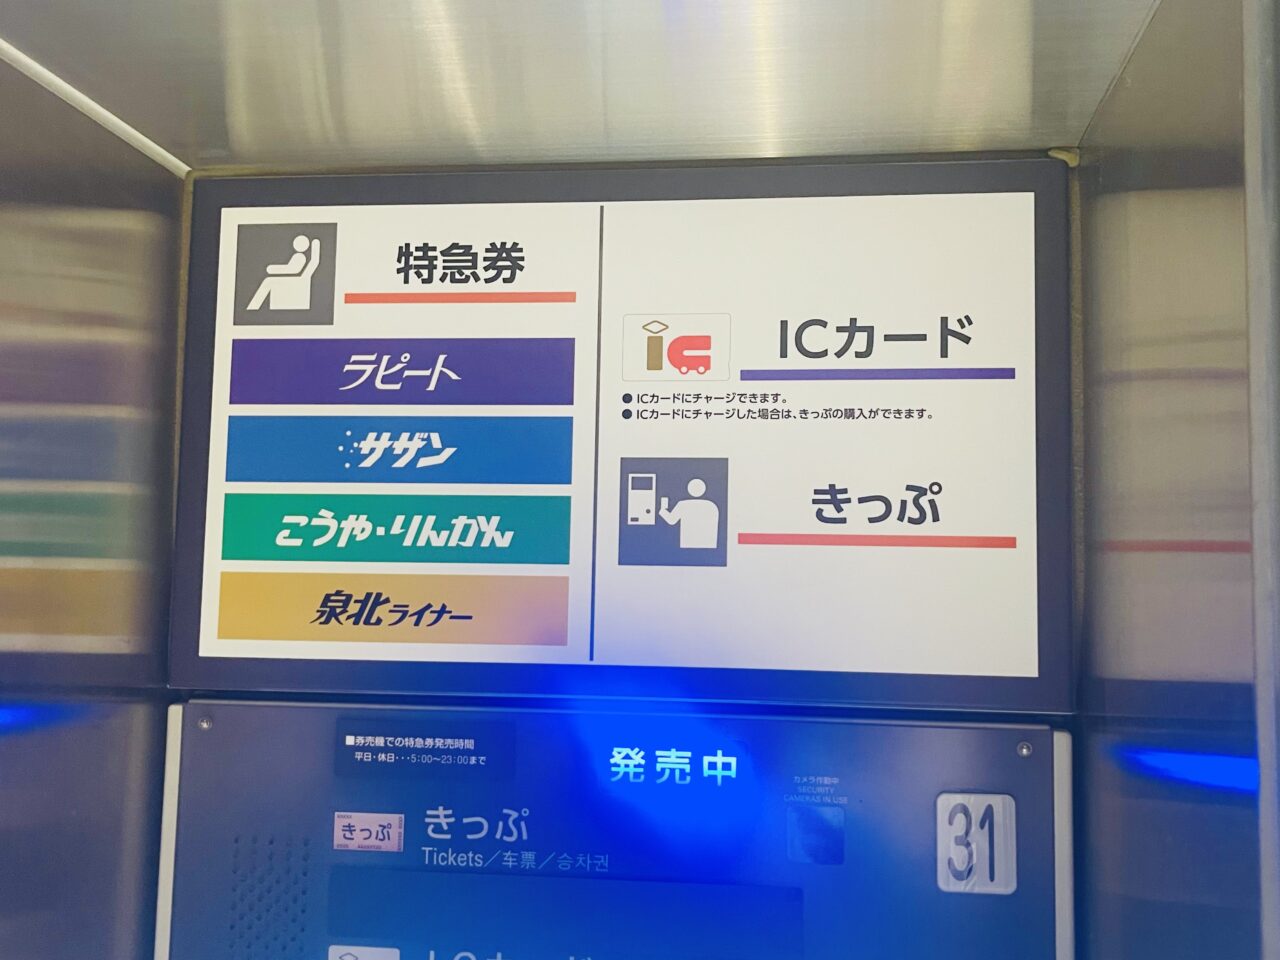 特急券
ラピート
サザン
こうや・りんかん
泉北ライナー
ic
ICカード
● ICカードにチャージできます。
● ICカードにチャージした場合は、きっぷの購入ができます。
きっぷ
■券売機での特急券発売時間
平日・休日・・・5:00~23:00まで
発売中
カメラ作動中
SECURITY
CAMERAS IN USE
31
きっぷ
きっぷ
Tickets/车票/승차권